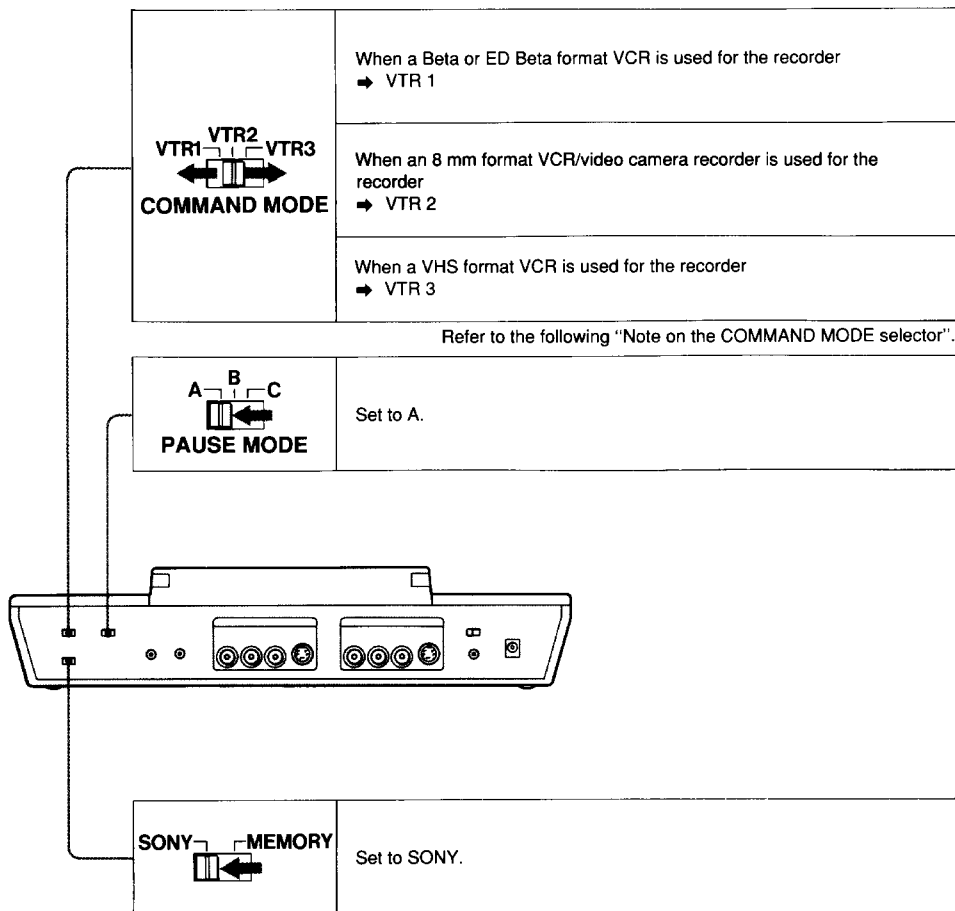 When a Beta or ED Beta format VCR is used for the recorder
➡ VTR 1
VTR1 VTR2 VTR3
COMMAND MODE
When an 8 mm format VCR/video camera recorder is used for the
recorder
➡ VTR 2
When a VHS format VCR is used for the recorder
➡ VTR 3
Refer to the following "Note on the COMMAND MODE selector".
A B C
PAUSE MODE
Set to A.
SONY MEMORY
Set to SONY.